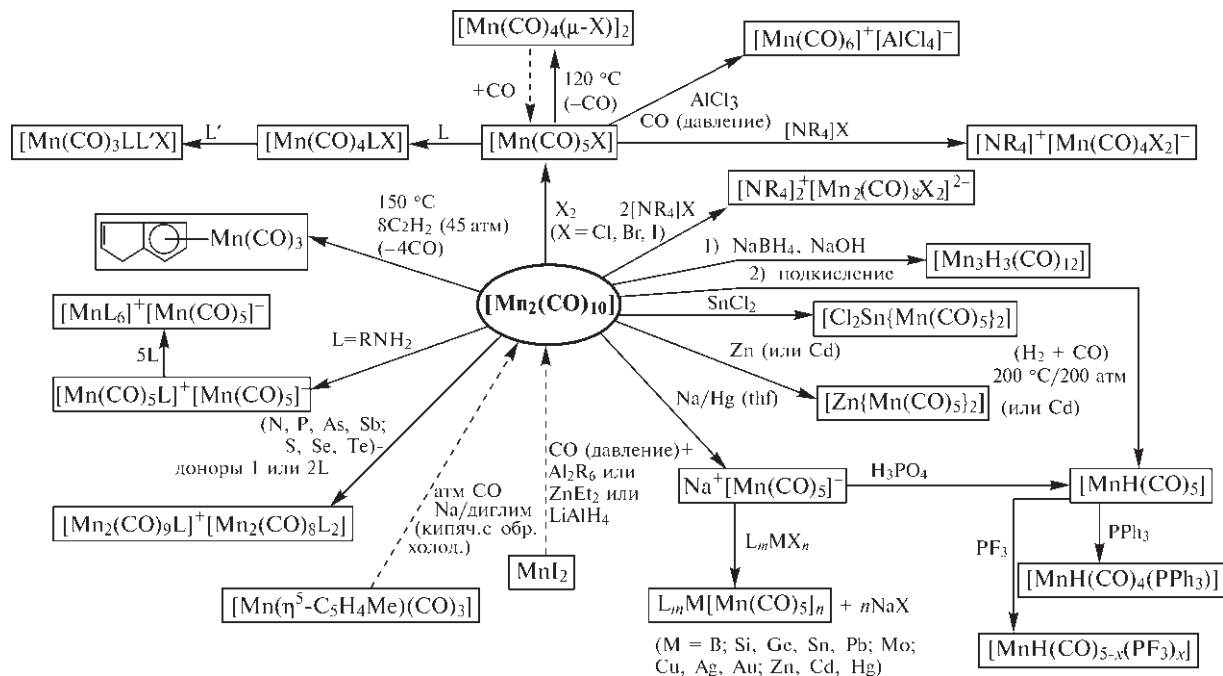 [Mn(CO)₄(μ-X)]₂
[Mn(CO)₆]⁺[AlCl₄]⁻
+CO
120 °C
(–CO)
AlCl₃
CO (давление)
[Mn(CO)₃LL′X]
L′
[Mn(CO)₄LX]
L
[Mn(CO)₅X]
[NR₄]X
[NR₄]⁺[Mn(CO)₄X₂]⁻
[NR₄]₂⁺[Mn₂(CO)₈X₂]²⁻
150 °C
8C₂H₂ (45 атм)
(–4CO)
X₂
(X = Cl, Br, I)
2[NR₄]X
Mn(CO)₃
1) NaBH₄, NaOH
2) подкисление
[Mn₃H₃(CO)₁₂]
[Mn₂(CO)₁₀]
[MnL₆]⁺[Mn(CO)₅]⁻
SnCl₂
[Cl₂Sn{Mn(CO)₅}₂]
5L
L=RNH₂
Zn (или Cd)
(H₂ + CO)
200 °C/200 атм
(или Cd)
[Mn(CO)₅L]⁺[Mn(CO)₅]⁻
Na/Hg (thf)
[Zn{Mn(CO)₅}₂]
(N, P, As, Sb;
S, Se, Te)-
доноры 1 или 2L
CO (давление)+
Al₂R₆ или
ZnEt₂ или
LiAlH₄
Na⁺[Mn(CO)₅]⁻
H₃PO₄
[MnH(CO)₅]
атм CO
Na/диглим
(кипяч.с обр.
холод.)
[Mn₂(CO)₉L]⁺[Mn₂(CO)₈L₂]
LₘMXₙ
PF₃
PPh₃
MnI₂
[MnH(CO)₄(PPh₃)]
[Mn(η⁵-C₅H₄Me)(CO)₃]
LₘM[Mn(CO)₅]ₙ + nNaX
(M = B; Si, Ge, Sn, Pb; Mo;
Cu, Ag, Au; Zn, Cd, Hg)
[MnH(CO)₅₋ₓ(PF₃)ₓ]